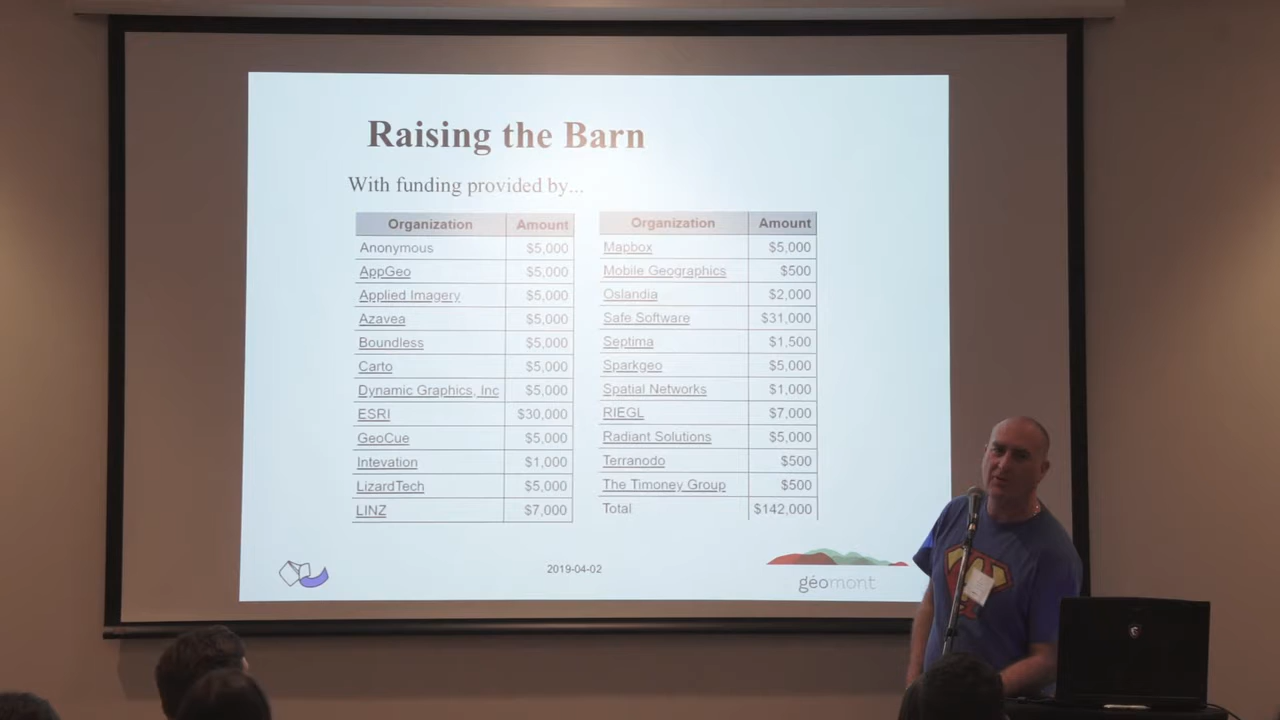 Raising the Barn
With funding provided by...
Organization Amount
Anonymous $5,000
AppGeo $5,000
Applied Imagery $5,000
Azavea $5,000
Boundless $5,000
Carto $5,000
Dynamic Graphics, Inc $5,000
ESRI $30,000
GeoCue $5,000
Intevation $1,000
LizardTech $5,000
LINZ $7,000
Organization Amount
Mapbox $5,000
Mobile Geographics $500
Oslandia $2,000
Safe Software $31,000
Septima $1,500
Sparkgeo $5,000
Spatial Networks $1,000
RIEGL $7,000
Radiant Solutions $5,000
Terranodo $500
The Timoney Group $500
Total $142,000
2019-04-02
géomont